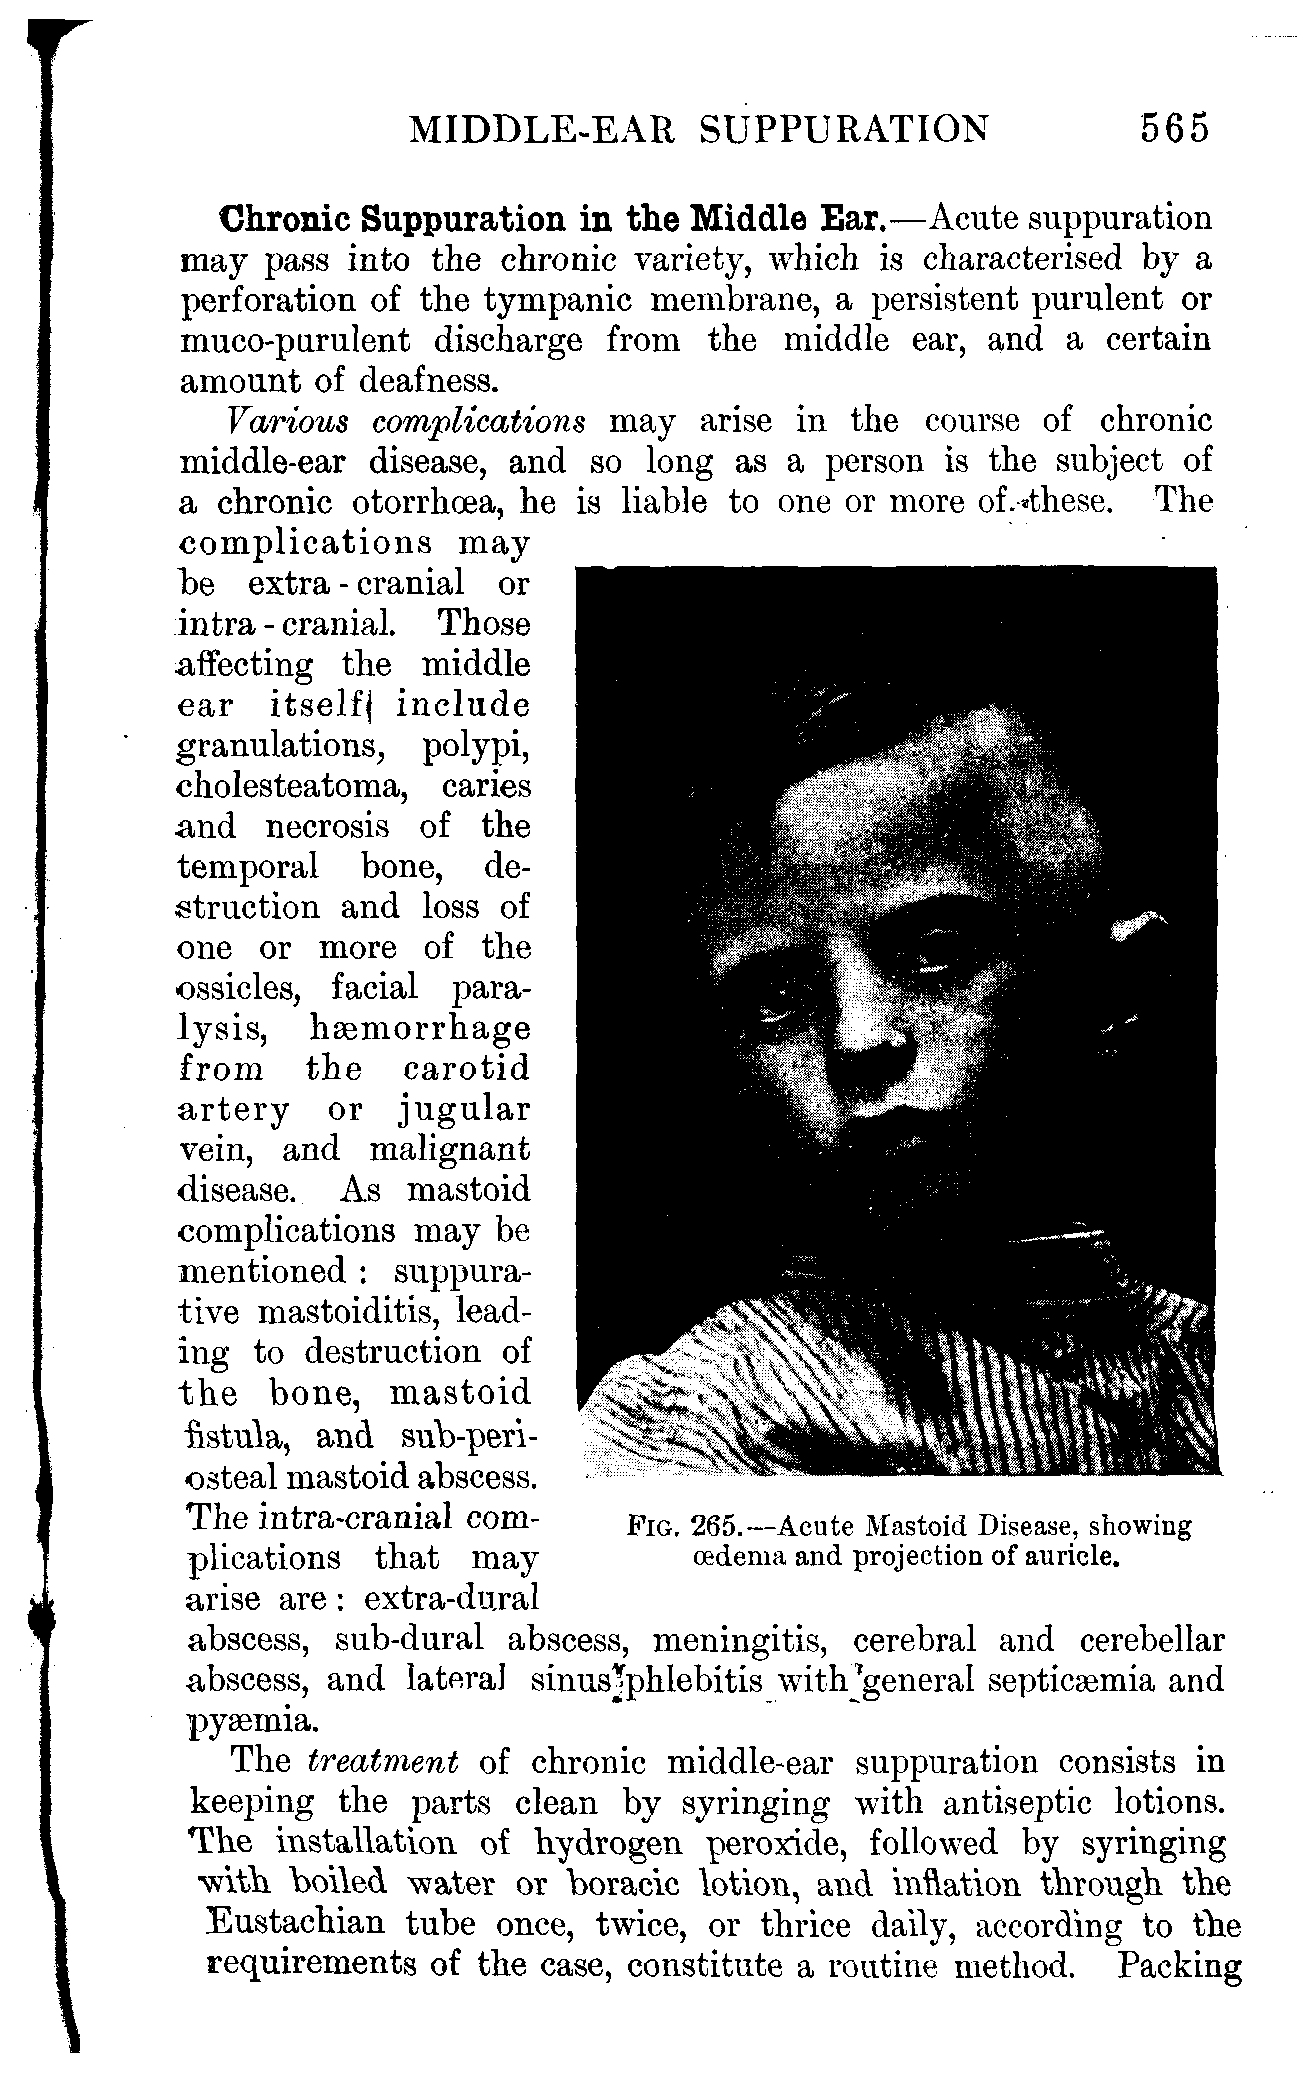 MIDDLE-EAR SUPPURATION 565
Chronic Suppuration in the Middle Ear.—Acute suppuration
may pass into the chronic variety, which is characterised by a
perforation of the tympanic membrane, a persistent purulent or
muco-purulent discharge from the middle ear, and a certain
amount of deafness.
Various complications may arise in the course of chronic
middle-ear disease, and so long as a person is the subject of
a chronic otorrhœa, he is liable to one or more of these. The
complications may
be extra-cranial or
intra-cranial. Those
affecting the middle
ear itself include
granulations, polypi,
cholesteatoma, caries
and necrosis of the
temporal bone, de-
struction and loss of
one or more of the
ossicles, facial para-
lysis, hæmorrhage
from the carotid
artery or jugular
vein, and malignant
disease. As mastoid
complications may be
mentioned : suppura-
tive mastoiditis, lead-
ing to destruction of
the bone, mastoid
fistula, and sub-peri-
osteal mastoid abscess.
The intra-cranial com-
plications that may
arise are : extra-dural
abscess, sub-dural abscess, meningitis, cerebral and cerebellar
abscess, and lateral sinus phlebitis with general septicæmia and
pyæmia.
FIG. 265.—Acute Mastoid Disease, showing
œdema and projection of auricle.
The treatment of chronic middle-ear suppuration consists in
keeping the parts clean by syringing with antiseptic lotions.
The installation of hydrogen peroxide, followed by syringing
with boiled water or boracic lotion, and inflation through the
Eustachian tube once, twice, or thrice daily, according to the
requirements of the case, constitute a routine method. Packing